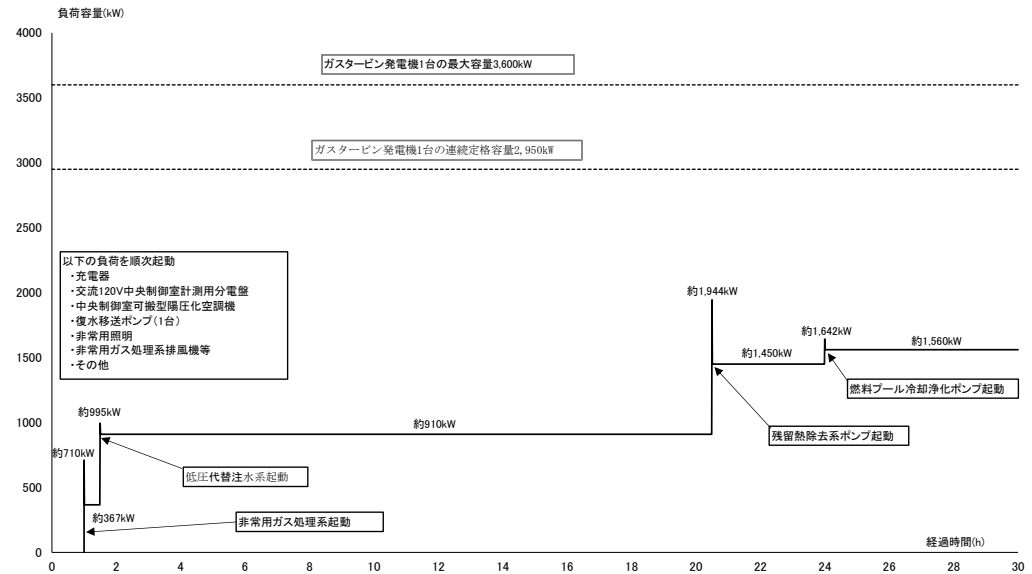 負荷容量(kW)
4000
ガスタービン発電機1台の最大容量3,600kW
3500
ガスタービン発電機1台の連続定格容量2,950kW
3000
2500
以下の負荷を順次起動
・充電器
・交流120V中央制御室計測用分電盤
・中央制御室可搬型陽圧化空調機
・復水移送ポンプ(1台)
・非常用照明
・非常用ガス処理系排風機等
・その他
2000
約1,944kW
約1,642kW
約1,560kW
1500
約1,450kW
燃料プール冷却浄化ポンプ起動
約995kW
約910kW
残留熱除去系ポンプ起動
1000
約710kW
低圧代替注水系起動
500
約367kW
非常用ガス処理系起動
経過時間(h)
0
0 2 4 6 8 10 12 14 16 18 20 22 24 26 28 30